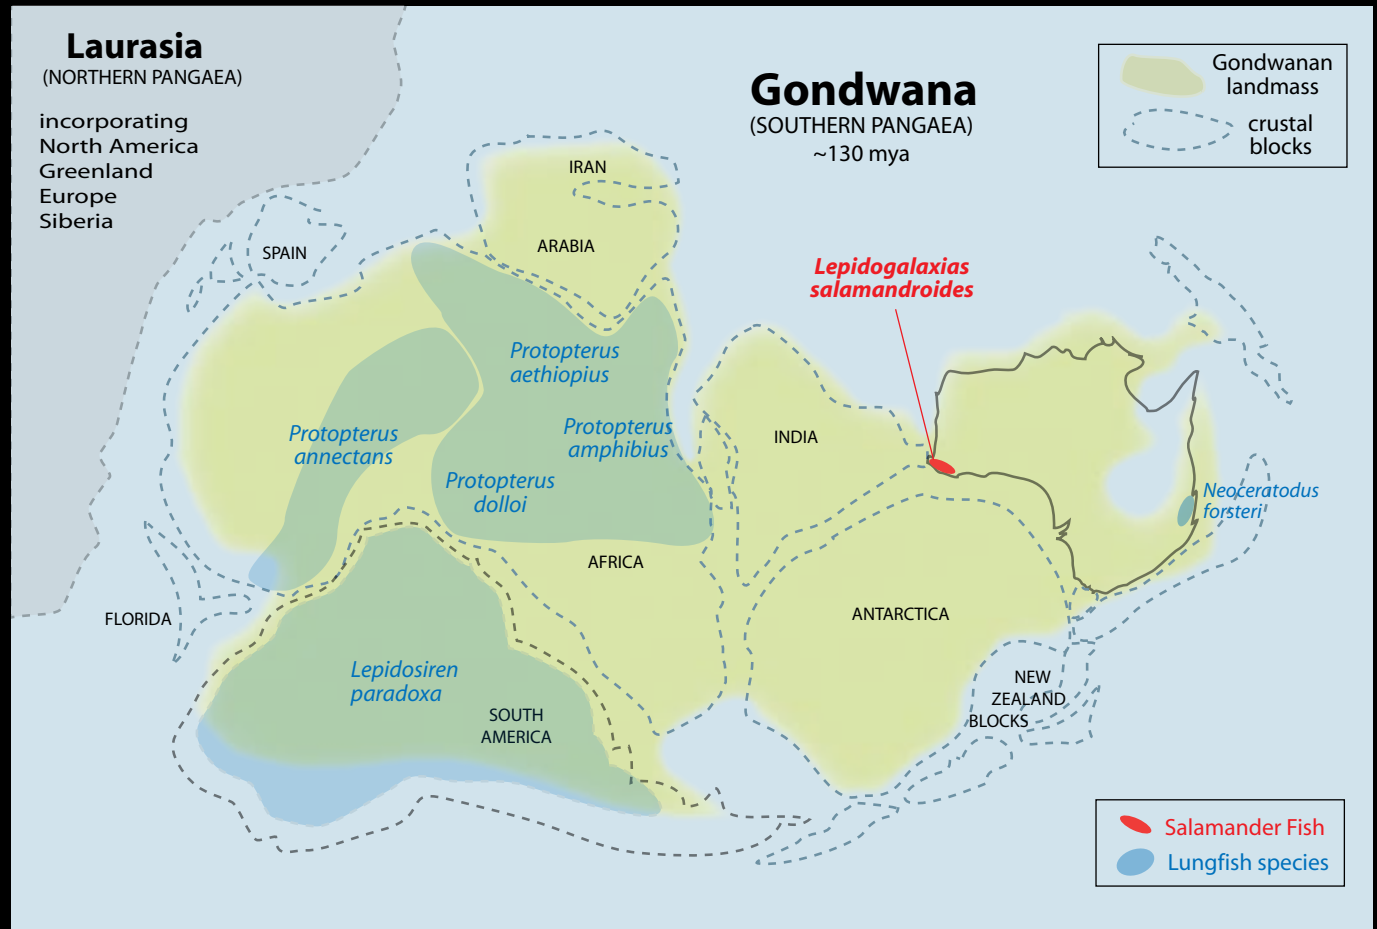 Laurasia
(NORTHERN PANGAEA)
incorporating
North America
Greenland
Europe
Siberia
Gondwana
(SOUTHERN PANGAEA)
~130 mya
Gondwanan
landmass
crustal
blocks
IRAN
ARABIA
SPAIN
Lepidogalaxias
salamandroides
Protopterus
aethiopius
Protopterus
annectans
Protopterus
amphibius
INDIA
Protopterus
dolloi
Neoceratodus
forsteri
AFRICA
ANTARCTICA
FLORIDA
Lepidosiren
paradoxa
SOUTH
AMERICA
NEW
ZEALAND
BLOCKS
Salamander Fish
Lungfish species